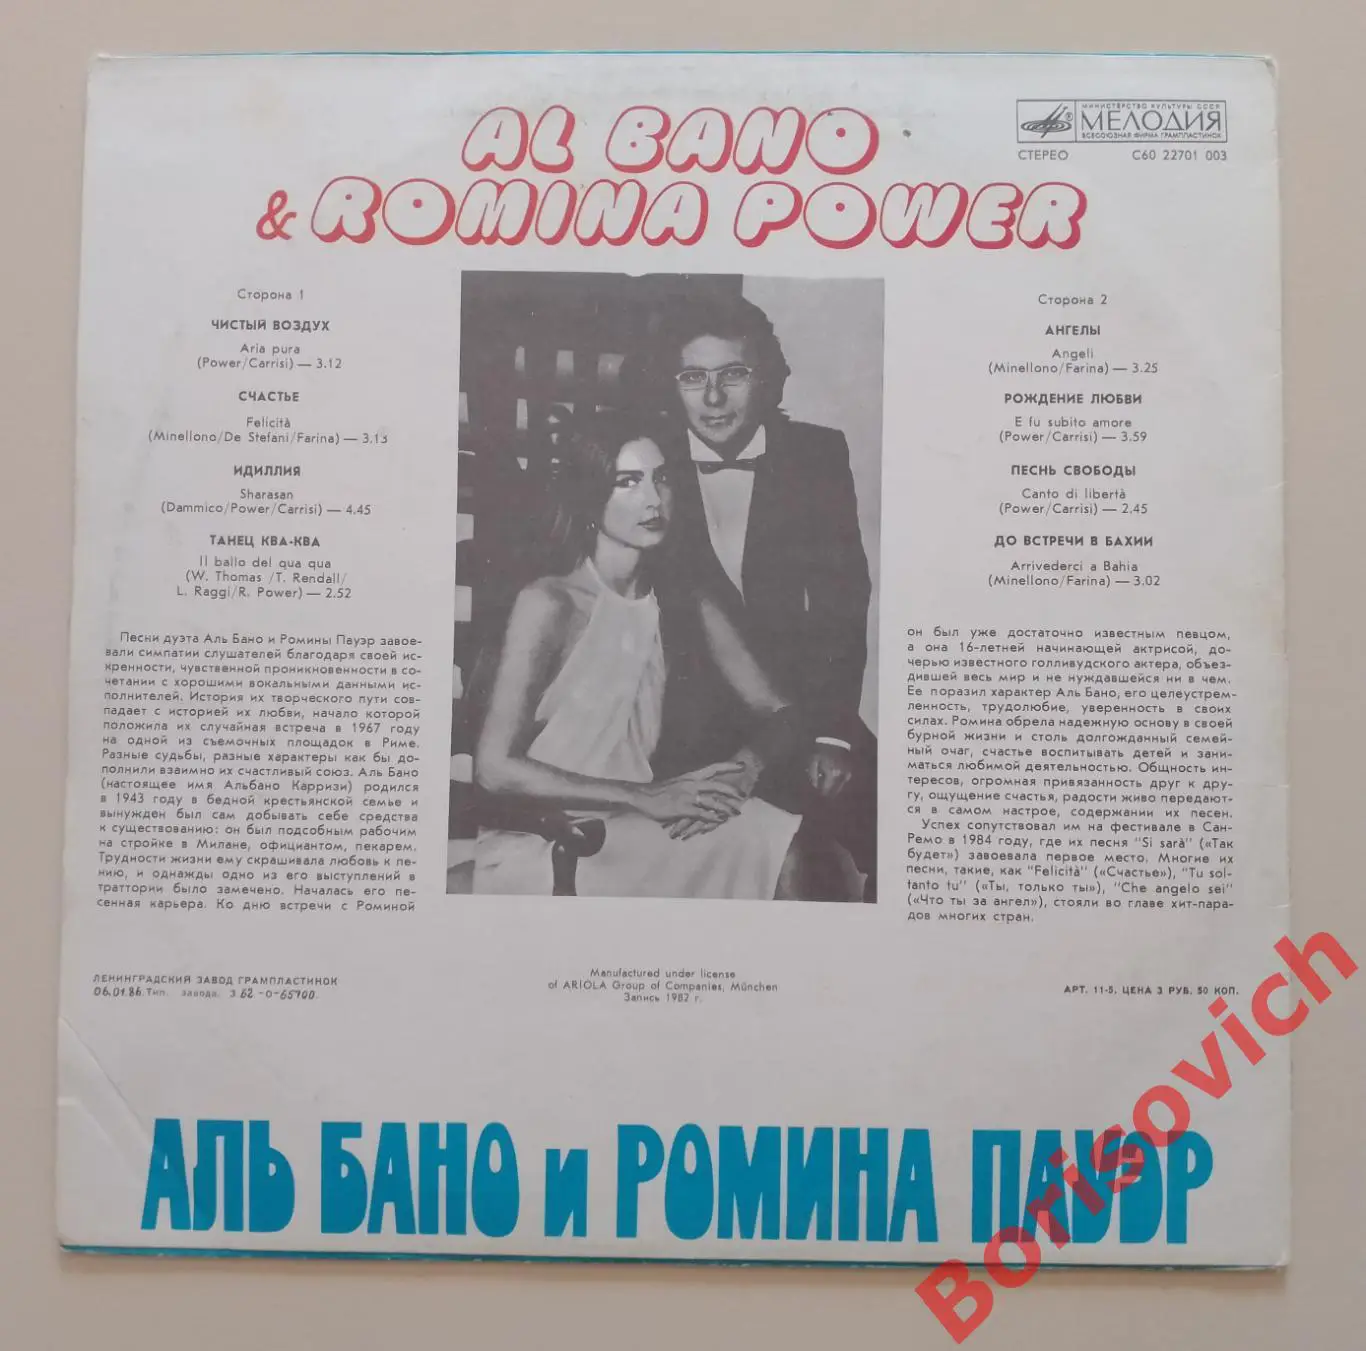 AL BANO
& ROMINA POWER
МИНИСТЕРСТВО КУЛЬТУРЫ СССР
МЕЛОДИЯ
ВСЕСОЮЗНАЯ ФИРМА ГРАМПЛАСТИНОК
СТЕРЕО С60 22701 003
Сторона 1
ЧИСТЫЙ ВОЗДУХ
Aria pura
(Power/Carrisi) — 3.12
СЧАСТЬЕ
Felicità
(Minellono/De Stefani/Farina) — 3.13
ИДИЛЛИЯ
Sharasan
(Dammico/Power/Carrisi) — 4.45
ТАНЕЦ КВА-КВА
Il ballo del qua qua
(W. Thomas /T. Rendall/
L. Raggi/R. Power) — 2.52
Сторона 2
АНГЕЛЫ
Angeli
(Minellono/Farina) — 3.25
РОЖДЕНИЕ ЛЮБВИ
E fu subito amore
(Power/Carrisi) — 3.59
ПЕСНЬ СВОБОДЫ
Canto di libertà
(Power/Carrisi) — 2.45
ДО ВСТРЕЧИ В БАХИИ
Arrivederci a Bahia
(Minellono/Farina) — 3.02
Песни дуэта Аль Бано и Ромины Пауэр завое-
вали симпатии слушателей благодаря своей ис-
кренности, чувственной проникновенности в со-
четании с хорошими вокальными данными ис-
полнителей. История их творческого пути сов-
падает с историей их любви, начало которой
положила их случайная встреча в 1967 году
на одной из съемочных площадок в Риме.
Разные судьбы, разные характеры как бы до-
полнили взаимно их счастливый союз. Аль Бано
(настоящее имя Альбано Карризи) родился
в 1943 году в бедной крестьянской семье и
вынужден был сам добывать себе средства
к существованию: он был подсобным рабочим
на стройке в Милане, официантом, пекарем.
Трудности жизни ему скрашивала любовь к пе-
нию, и однажды одно из его выступлений в
траттории было замечено. Началась его пе-
сенная карьера. Ко дню встречи с Роминой
он был уже достаточно известным певцом,
а она 16-летней начинающей актрисой, до-
черью известного голливудского актера, объез-
дившей весь мир и не нуждавшейся ни в чем.
Ее поразил характер Аль Бано, его целеустрем-
ленность, трудолюбие, уверенность в своих
силах. Ромина обрела надежную основу в своей
бурной жизни и столь долгожданный семей-
ный очаг, счастье воспитывать детей и зани-
маться любимой деятельностью. Общность ин-
тересов, огромная привязанность друг к дру-
гу, ощущение счастья, радости живо передают-
ся в самом настрое, содержании их песен.
Успех сопутствовал им на фестивале в Сан-
Ремо в 1984 году, где их песня "Si sarà" («Так
будет») завоевала первое место. Многие их
песни, такие, как "Felicità" («Счастье»), "Tu sol-
tanto tu" («Ты, только ты»), "Che angelo sei"
(«Что ты за ангел»), стояли во главе хит-пара-
дов многих стран.
ЛЕНИНГРАДСКИЙ ЗАВОД ГРАМПЛАСТИНОК
06.01.86. Тип. завода. З 62-0-65700.
Manufactured under license
of ARIOLA Group of Companies, München
Запись 1982 г.
АРТ. 11-5. ЦЕНА 3 РУБ. 50 КОП.
АЛЬ БАНО и РОМИНА ПАУЭР
Borisovich